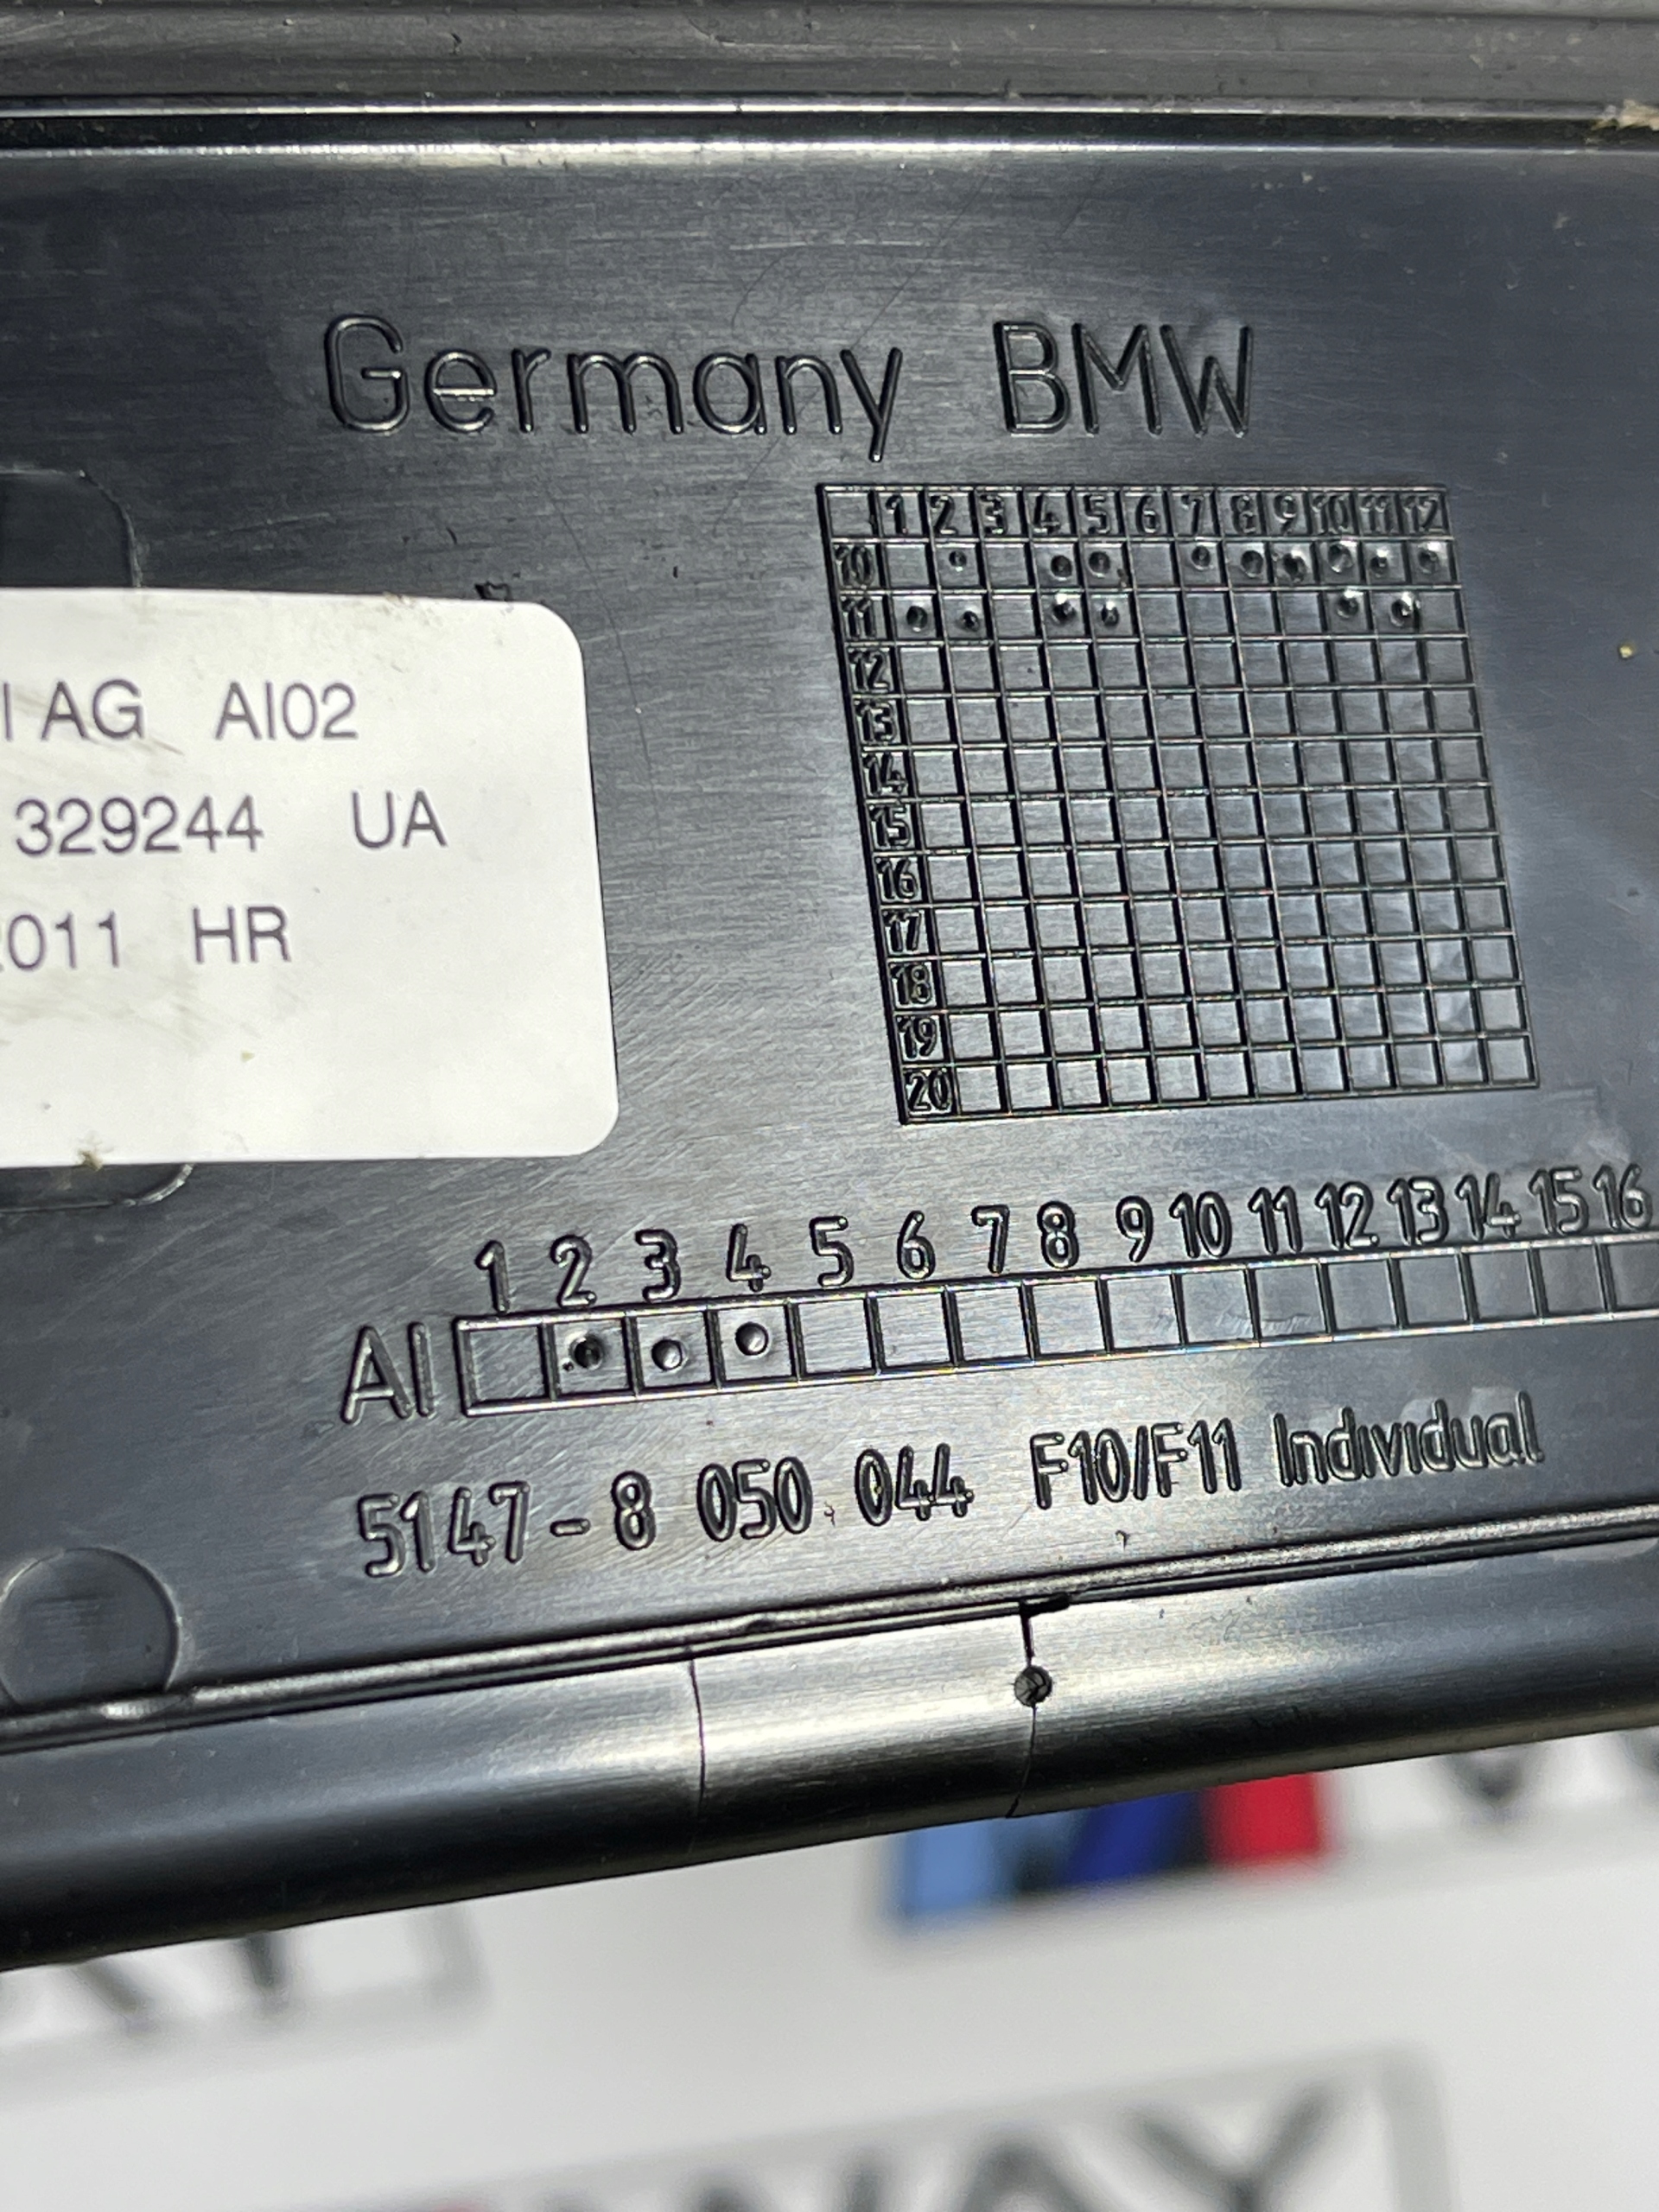 Germany BMW
1 2 3 4 5 6 7 8 9 10 11 12
10
11
12
13
14
15
16
17
18
19
20
AG AI02
329244 UA
2011 HR
1 2 3 4 5 6 7 8 9 10 11 12 13 14 15 16
AI
5147-8 050 044 F10/F11 Individual